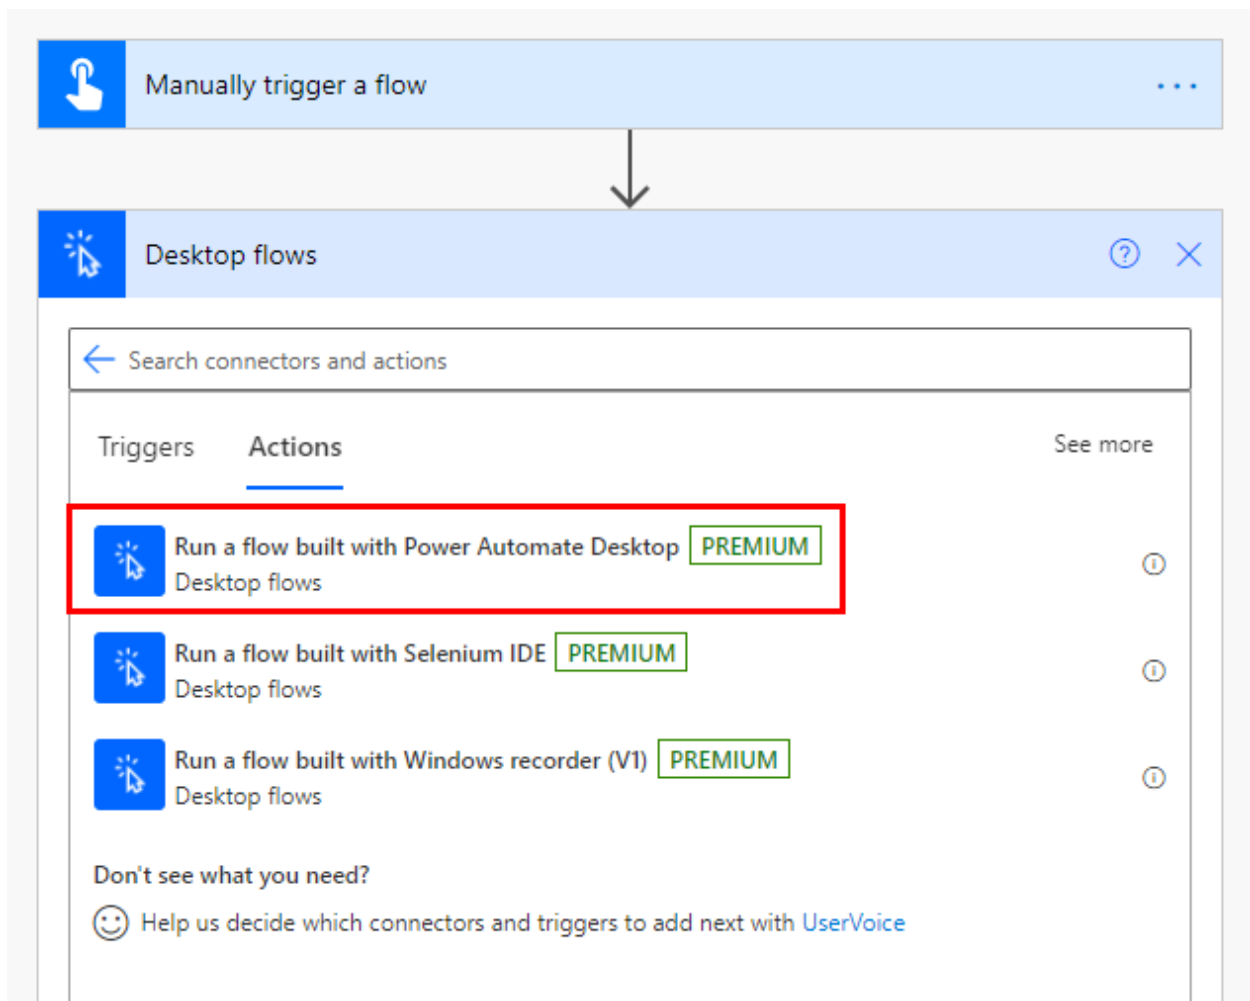 Manually trigger a flow
Desktop flows
Search connectors and actions
Triggers Actions See more
Run a flow built with Power Automate Desktop PREMIUM
Desktop flows
Run a flow built with Selenium IDE PREMIUM
Desktop flows
Run a flow built with Windows recorder (V1) PREMIUM
Desktop flows
Don't see what you need?
Help us decide which connectors and triggers to add next with UserVoice